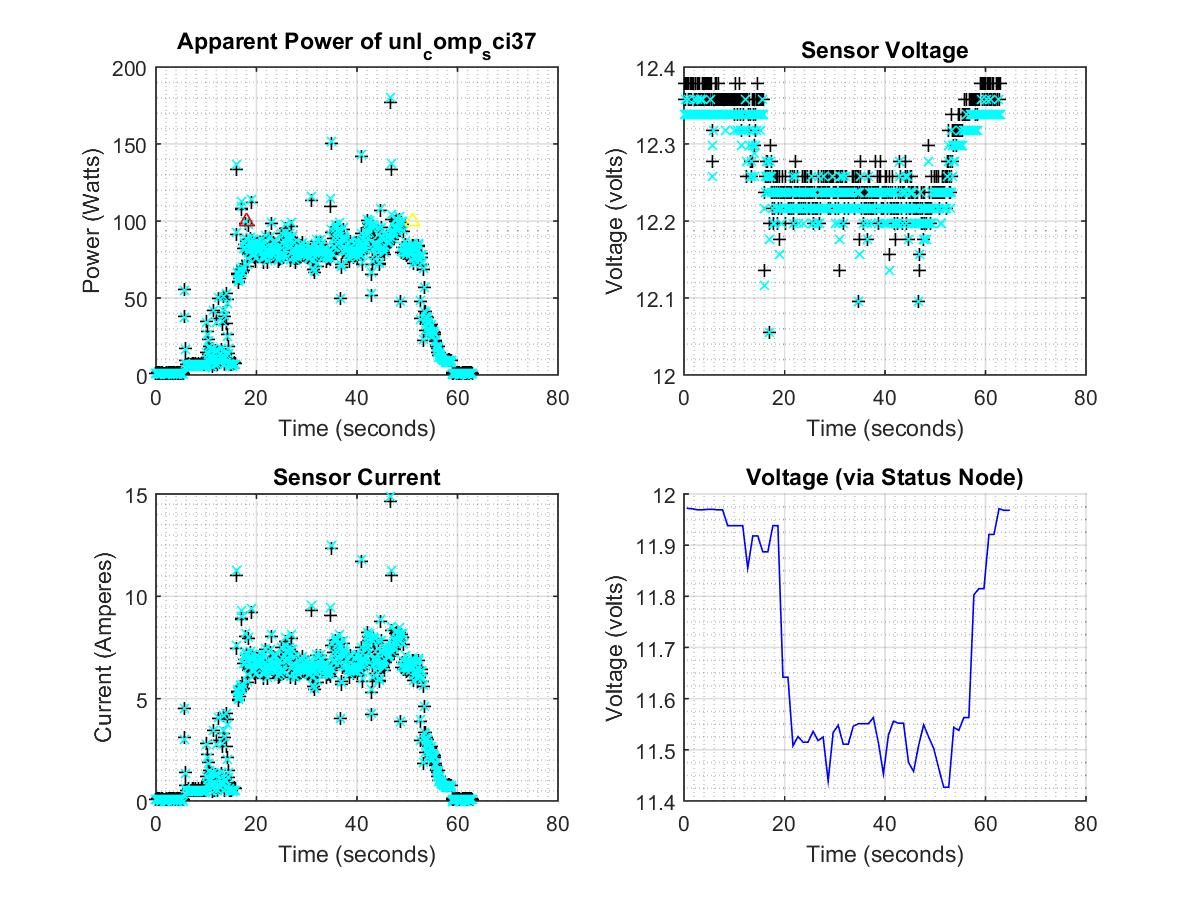 Apparent Power of unl_comp_sci37
200
150
100
50
0
Power (Watts)
0 20 40 60 80
Time (seconds)
Sensor Voltage
12.4
12.3
12.2
12.1
12
Voltage (volts)
0 20 40 60 80
Time (seconds)
Sensor Current
15
10
5
0
Current (Amperes)
0 20 40 60 80
Time (seconds)
Voltage (via Status Node)
12
11.9
11.8
11.7
11.6
11.5
11.4
Voltage (volts)
0 20 40 60 80
Time (seconds)